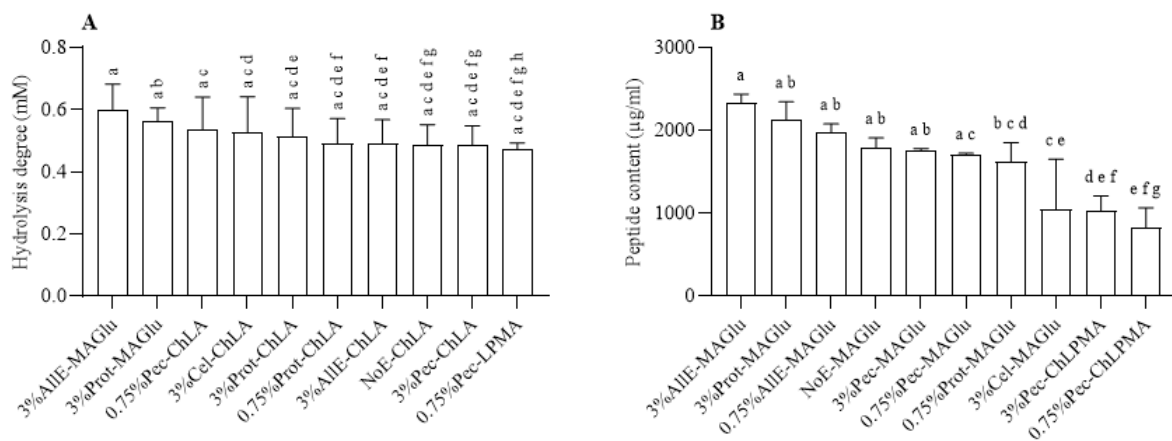 A
Hydrolysis degree (mM)
0.8
0.6
0.4
0.2
0.0
a
a b
a c
a c d
a c d e
a c d e f
a c d e f
a c d e f g
a c d e f g
a c d e f g h
3%AllE-MAGlu
3%Prot-MAGlu
0.75%Pec-ChLA
3%Cel-ChLA
3%Prot-ChLA
0.75%Prot-ChLA
3%AllE-ChLA
NoE-ChLA
3%Pec-ChLA
0.75%Pec-LPMA
B
Peptide content (µg/ml)
3000
2000
1000
0
a
a b
a b
a b
a b
a c
b c d
c e
d e f
e f g
3%AllE-MAGlu
3%Prot-MAGlu
0.75%AllE-MAGlu
NoE-MAGlu
3%Pec-MAGlu
0.75%Pec-MAGlu
0.75%Prot-MAGlu
3%Cel-MAGlu
3%Pec-ChLPMA
0.75%Pec-ChLPMA